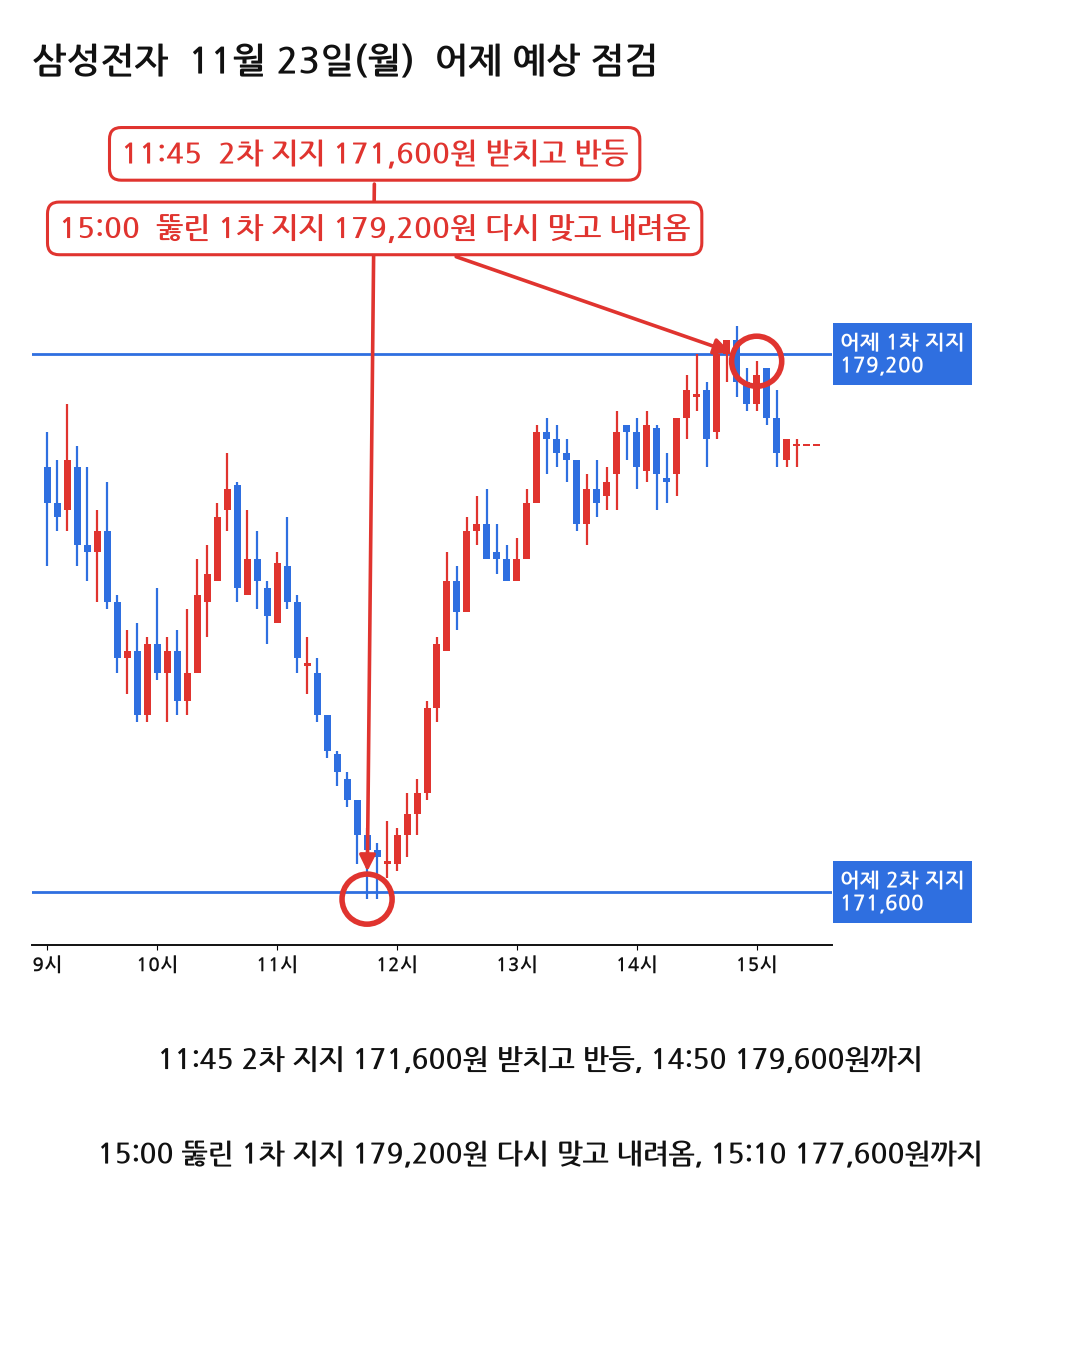 삼성전자 11월 23일(월) 어제 예상 점검
11:45 2차 지지 171,600원 받치고 반등
15:00 뚫린 1차 지지 179,200원 다시 맞고 내려옴
어제 1차 지지
179,200
어제 2차 지지
171,600
9시 10시 11시 12시 13시 14시 15시
11:45 2차 지지 171,600원 받치고 반등, 14:50 179,600원까지
15:00 뚫린 1차 지지 179,200원 다시 맞고 내려옴, 15:10 177,600원까지